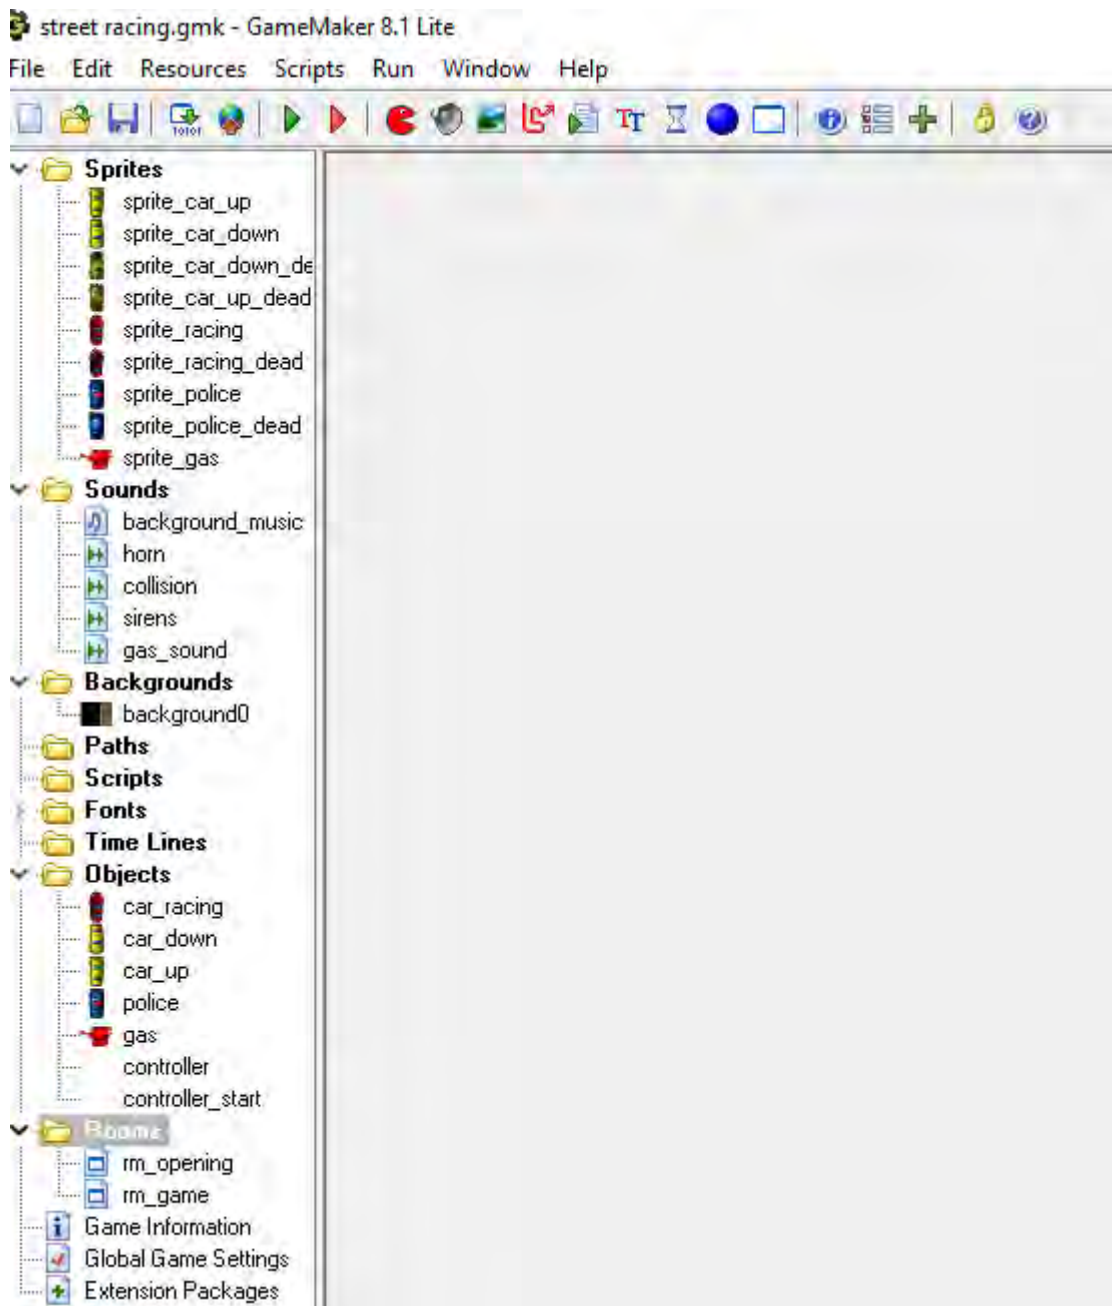 street racing.gmk - GameMaker 8.1 Lite
File Edit Resources Scripts Run Window Help
Sprites
sprite_car_up
sprite_car_down
sprite_car_down_de
sprite_car_up_dead
sprite_racing
sprite_racing_dead
sprite_police
sprite_police_dead
sprite_gas
Sounds
background_music
horn
collision
sirens
gas_sound
Backgrounds
background0
Paths
Scripts
Fonts
Time Lines
Objects
car_racing
car_down
car_up
police
gas
controller
controller_start
Rooms
rm_opening
rm_game
Game Information
Global Game Settings
Extension Packages